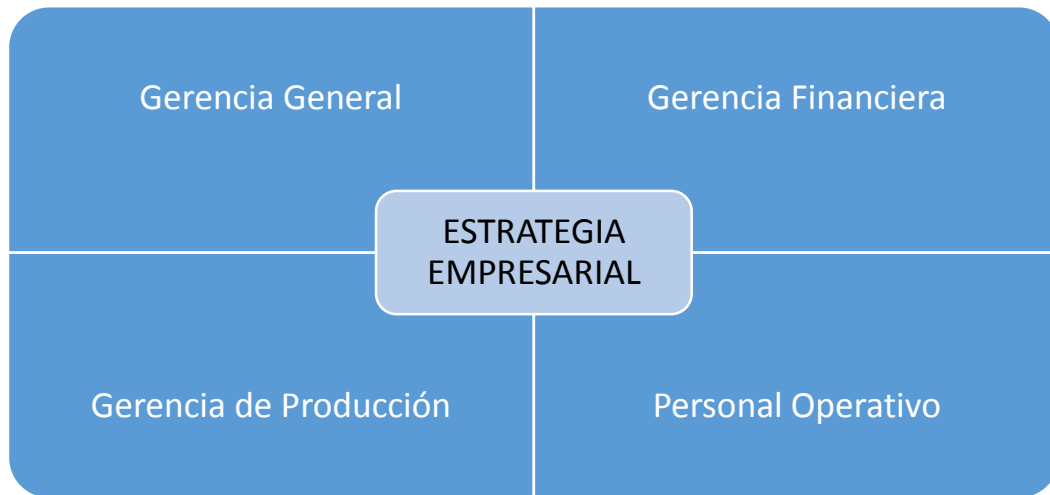 Gerencia General
Gerencia Financiera
ESTRATEGIA
EMPRESARIAL
Gerencia de Producción
Personal Operativo